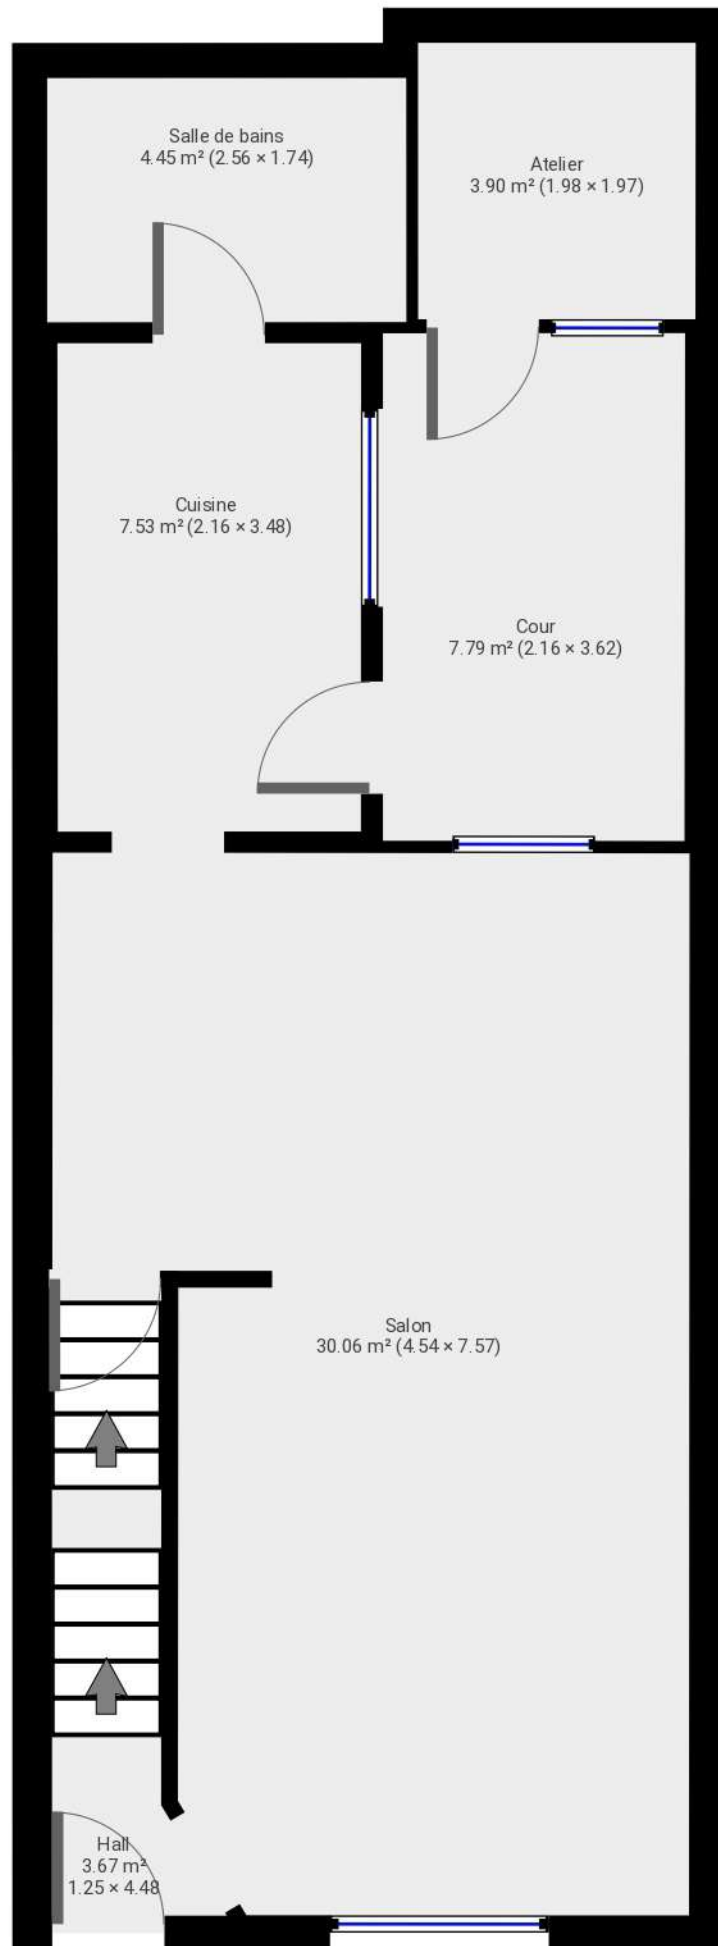 Salle de bains
4.45 m² (2.56 × 1.74)
Atelier
3.90 m² (1.98 × 1.97)
Cuisine
7.53 m² (2.16 × 3.48)
Cour
7.79 m² (2.16 × 3.62)
Salon
30.06 m² (4.54 × 7.57)
Hall
3.67 m²
1.25 × 4.48